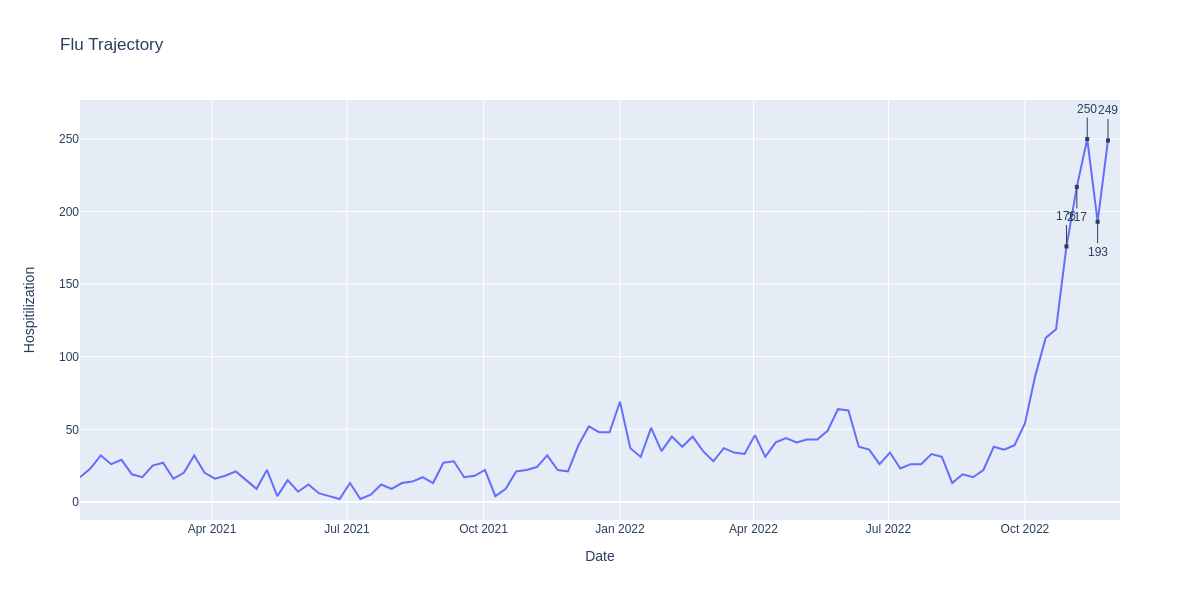 Flu Trajectory
250
249
250
200
176
217
193
150
100
50
0
Hospitilization
Apr 2021
Jul 2021
Oct 2021
Jan 2022
Apr 2022
Jul 2022
Oct 2022
Date